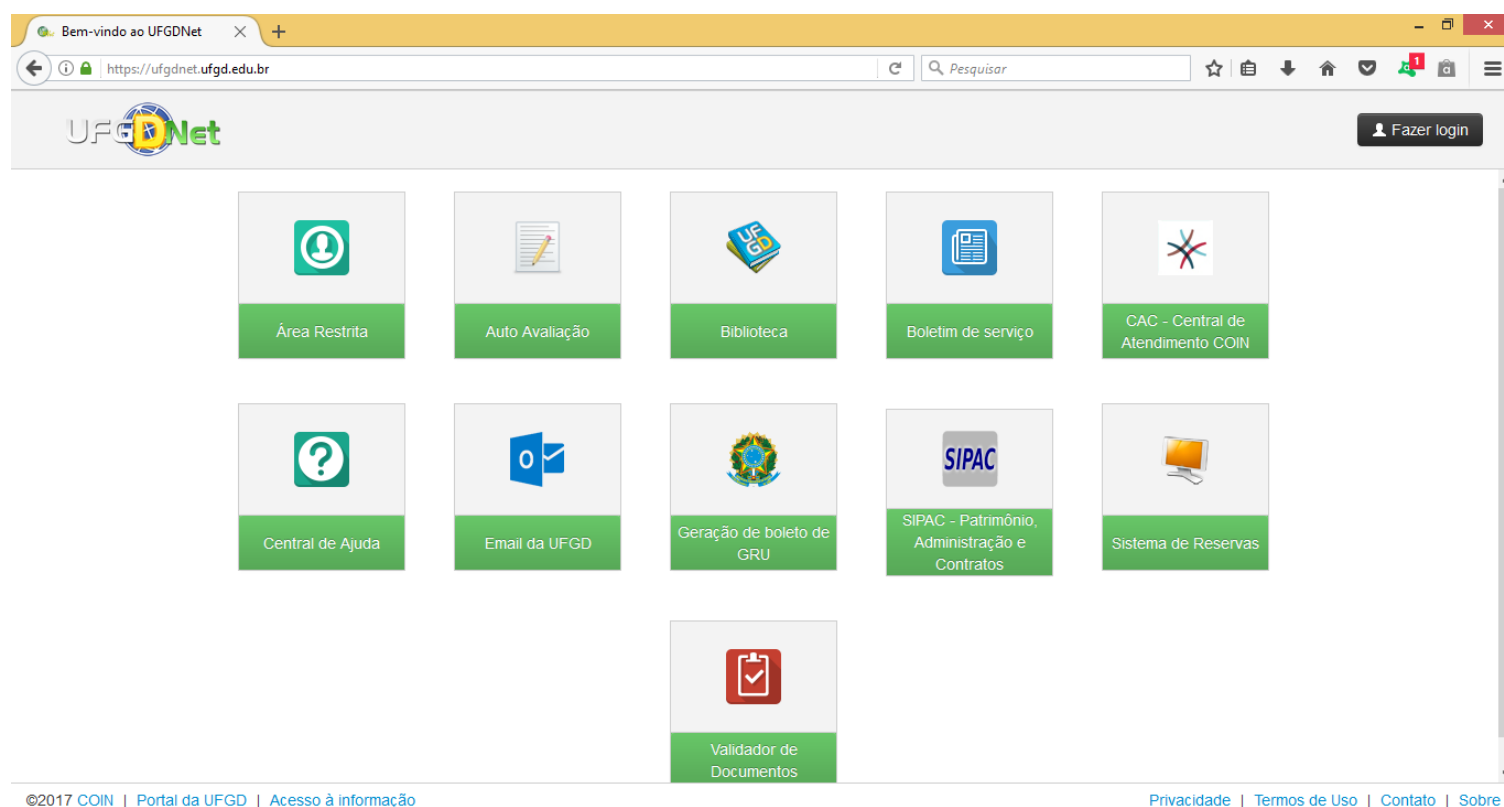 Bem-vindo ao UFGDNet
https://ufgdnet.ufgd.edu.br
Pesquisar
1
UFGDNet
Fazer login
UFGD
Área Restrita
Auto Avaliação
Biblioteca
Boletim de serviço
CAC - Central de
Atendimento COIN
SIPAC
Central de Ajuda
Email da UFGD
Geração de boleto de
GRU
SIPAC - Patrimônio,
Administração e
Contratos
Sistema de Reservas
Validador de
Documentos
©2017 COIN | Portal da UFGD | Acesso à informação
Privacidade | Termos de Uso | Contato | Sobre